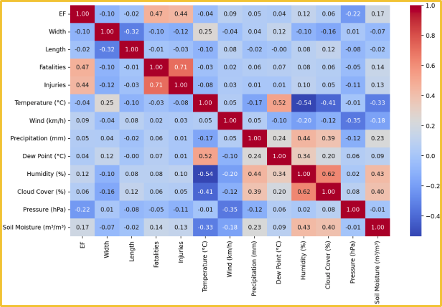 EF 1.00 -0.10 -0.02 0.47 0.44 -0.04 0.09 0.05 0.04 0.12 0.06 -0.22 0.17
Width -0.10 1.00 -0.32 -0.10 -0.12 0.25 -0.04 0.04 0.12 -0.10 -0.16 0.01 -0.07
Length -0.02 -0.32 1.00 -0.01 -0.03 -0.10 0.08 -0.02 -0.00 0.08 0.12 -0.08 -0.02
Fatalities 0.47 -0.10 -0.01 1.00 0.71 -0.03 0.02 0.06 0.07 0.08 0.06 -0.05 0.14
Injuries 0.44 -0.12 -0.03 0.71 1.00 -0.08 0.03 0.01 0.01 0.10 0.05 -0.11 0.13
Temperature (°C) -0.04 0.25 -0.10 -0.03 -0.08 1.00 0.05 -0.17 0.52 -0.54 -0.41 -0.01 -0.33
Wind (km/h) 0.09 -0.04 0.08 0.02 0.03 0.05 1.00 0.05 -0.10 -0.20 -0.12 -0.35 -0.18
Precipitation (mm) 0.05 0.04 -0.02 0.06 0.01 -0.17 0.05 1.00 0.24 0.44 0.39 -0.12 0.23
Dew Point (°C) 0.04 0.12 -0.00 0.07 0.01 0.52 -0.10 0.24 1.00 0.34 0.20 0.06 0.09
Humidity (%) 0.12 -0.10 0.08 0.08 0.10 -0.54 -0.20 0.44 0.34 1.00 0.62 0.02 0.43
Cloud Cover (%) 0.06 -0.16 0.12 0.06 0.05 -0.41 -0.12 0.39 0.20 0.62 1.00 0.08 0.40
Pressure (hPa) -0.22 0.01 -0.08 -0.05 -0.11 -0.01 -0.35 -0.12 0.06 0.02 0.08 1.00 -0.01
Soil Moisture (m³/m³) 0.17 -0.07 -0.02 0.14 0.13 -0.33 -0.18 0.23 0.09 0.43 0.40 -0.01 1.00
EF Width Length Fatalities Injuries Temperature (°C) Wind (km/h) Precipitation (mm) Dew Point (°C) Humidity (%) Cloud Cover (%) Pressure (hPa) Soil Moisture (m³/m³)
1.0
0.8
0.6
0.4
0.2
0.0
-0.2
-0.4